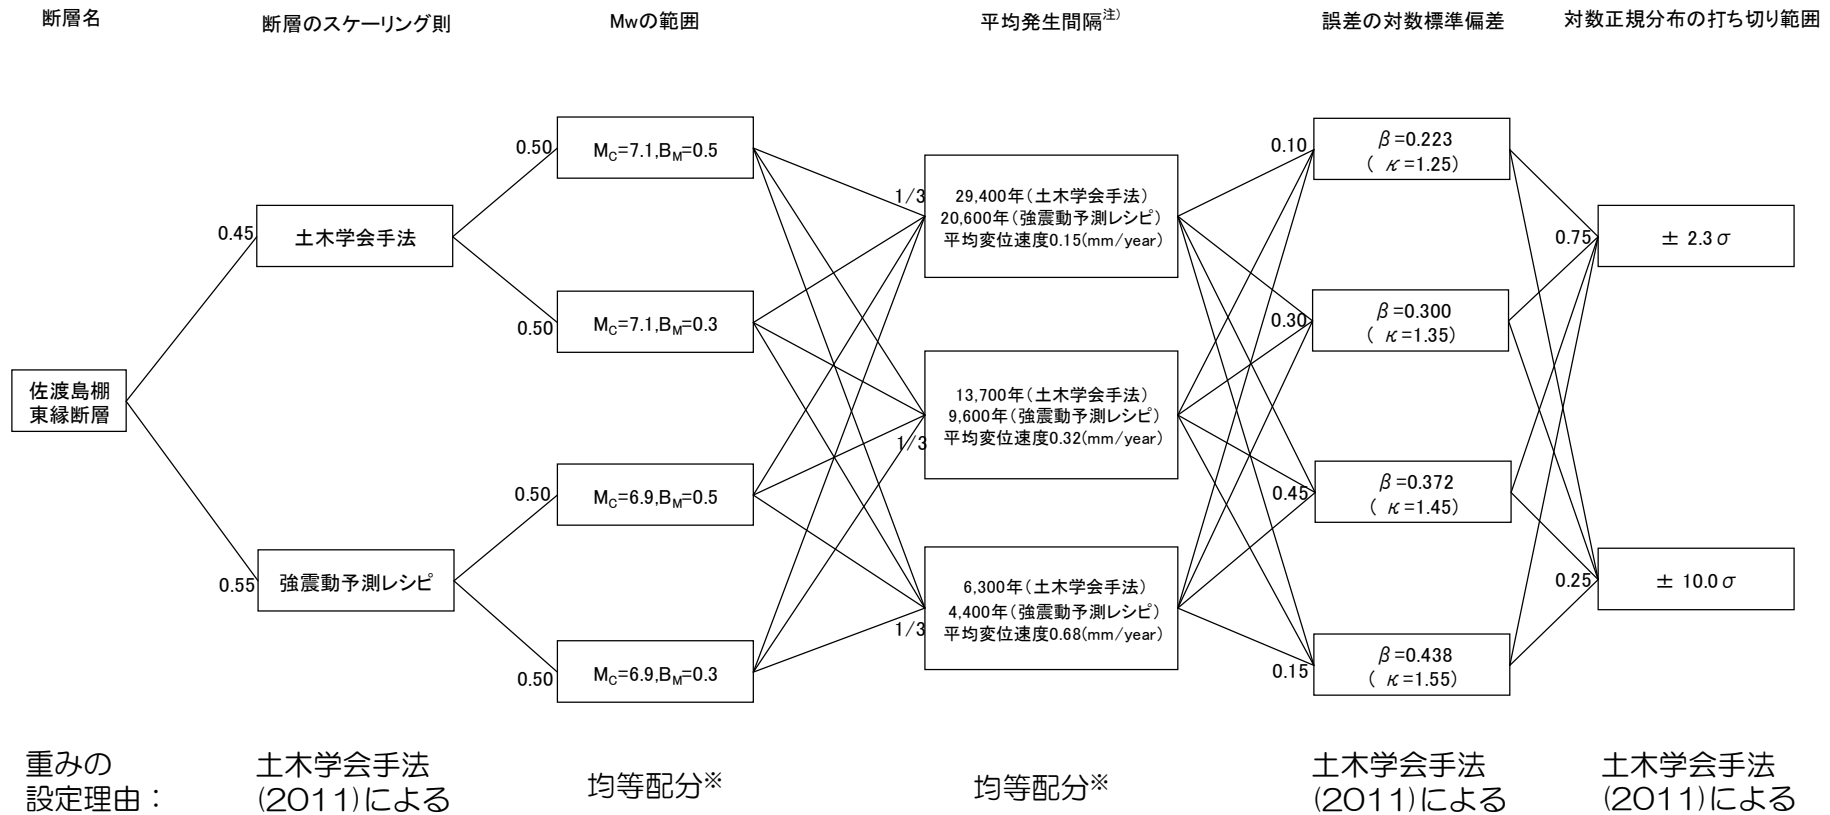 断層名
断層のスケーリング則
Mwの範囲
平均発生間隔注)
誤差の対数標準偏差
対数正規分布の打ち切り範囲
佐渡島棚
東縁断層
0.45
土木学会手法
0.55
強震動予測レシピ
0.50
MC=7.1,BM=0.5
0.50
MC=7.1,BM=0.3
0.50
MC=6.9,BM=0.5
0.50
MC=6.9,BM=0.3
1/3
29,400年(土木学会手法)
20,600年(強震動予測レシピ)
平均変位速度0.15(mm/year)
1/3
13,700年(土木学会手法)
9,600年(強震動予測レシピ)
平均変位速度0.32(mm/year)
1/3
6,300年(土木学会手法)
4,400年(強震動予測レシピ)
平均変位速度0.68(mm/year)
0.10
β=0.223
( κ=1.25)
0.30
β=0.300
( κ=1.35)
0.45
β=0.372
( κ=1.45)
0.15
β=0.438
( κ=1.55)
0.75
± 2.3σ
0.25
± 10.0σ
重みの
設定理由：
土木学会手法
(2011)による
均等配分※
均等配分※
土木学会手法
(2011)による
土木学会手法
(2011)による